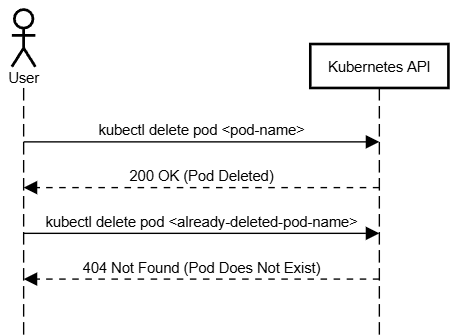 User
Kubernetes API
kubectl delete pod <pod-name>
200 OK (Pod Deleted)
kubectl delete pod <already-deleted-pod-name>
404 Not Found (Pod Does Not Exist)